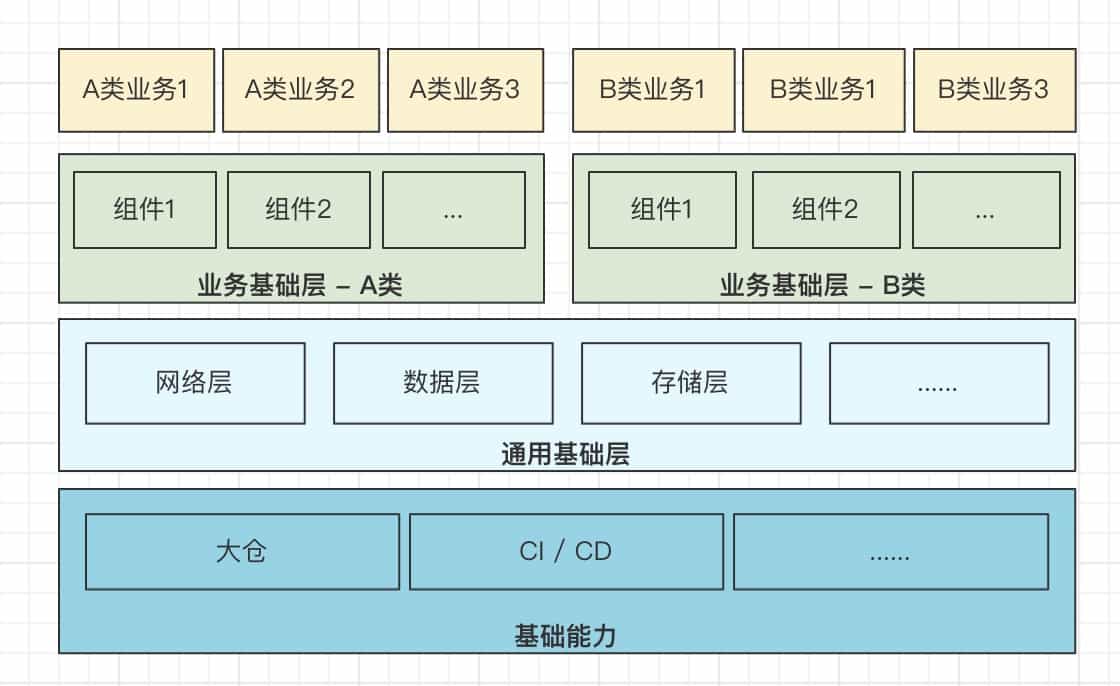 A类业务1
A类业务2
A类业务3
B类业务1
B类业务1
B类业务3
组件1
组件2
...
业务基础层 – A类
组件1
组件2
...
业务基础层 – B类
网络层
数据层
存储层
......
通用基础层
大仓
CI / CD
......
基础能力